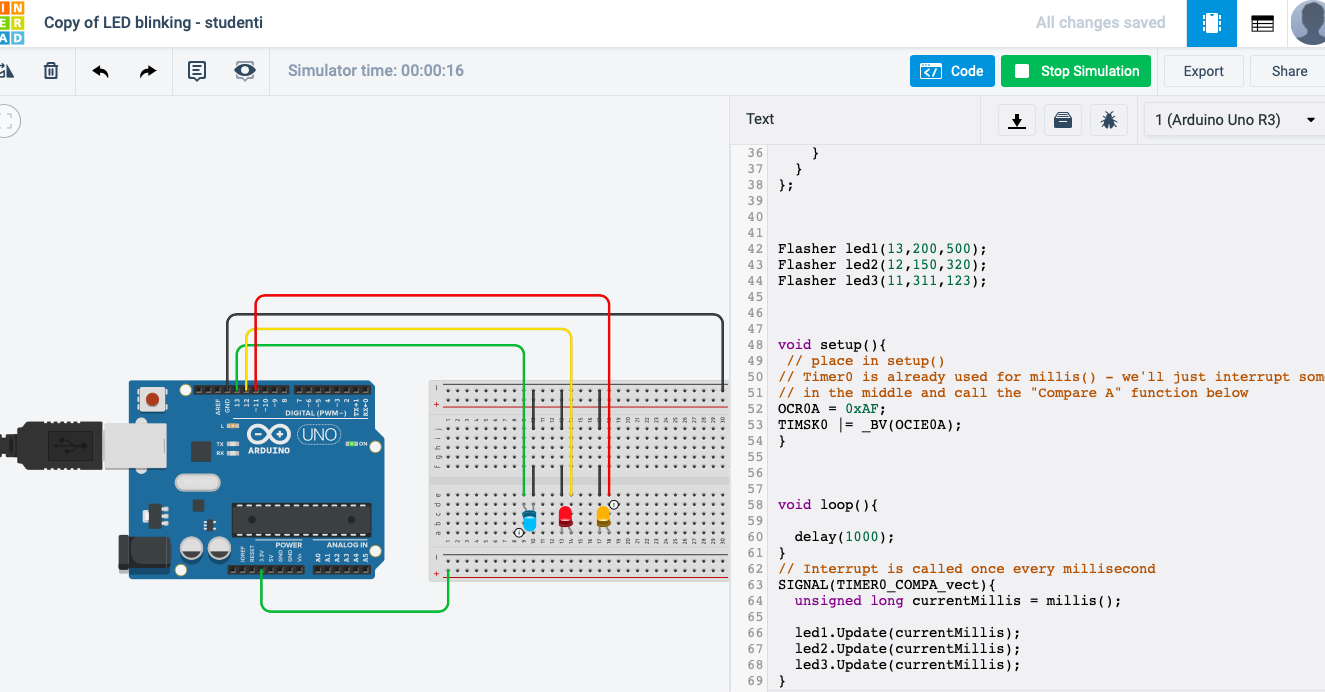 IN
ER
AD
Copy of LED blinking - studenti
All changes saved
Simulator time: 00:00:16
Code
Stop Simulation
Export
Share
Text
1 (Arduino Uno R3)
36 }
37 }
38 };
39
40
41
42 Flasher led1(13,200,500);
43 Flasher led2(12,150,320);
44 Flasher led3(11,311,123);
45
46
47
48 void setup(){
49 // place in setup()
50 // Timer0 is already used for millis() - we'll just interrupt som
51 // in the middle and call the "Compare A" function below
52 OCR0A = 0xAF;
53 TIMSK0 |= _BV(OCIE0A);
54 }
55
56
57
58 void loop(){
59
60 delay(1000);
61 }
62 // Interrupt is called once every millisecond
63 SIGNAL(TIMER0_COMPA_vect){
64 unsigned long currentMillis = millis();
65
66 led1.Update(currentMillis);
67 led2.Update(currentMillis);
68 led3.Update(currentMillis);
69 }
AREF
GND
13
12
~11
~10
~9
8
7
~6
~5
4
~3
2
TX→1
RX←0
DIGITAL (PWM~)
L
TX
RX
UNO
ON
ARDUINO
POWER
ANALOG IN
IOREF
RESET
3.3V
5V
GND
GND
Vin
A0
A1
A2
A3
A4
A5